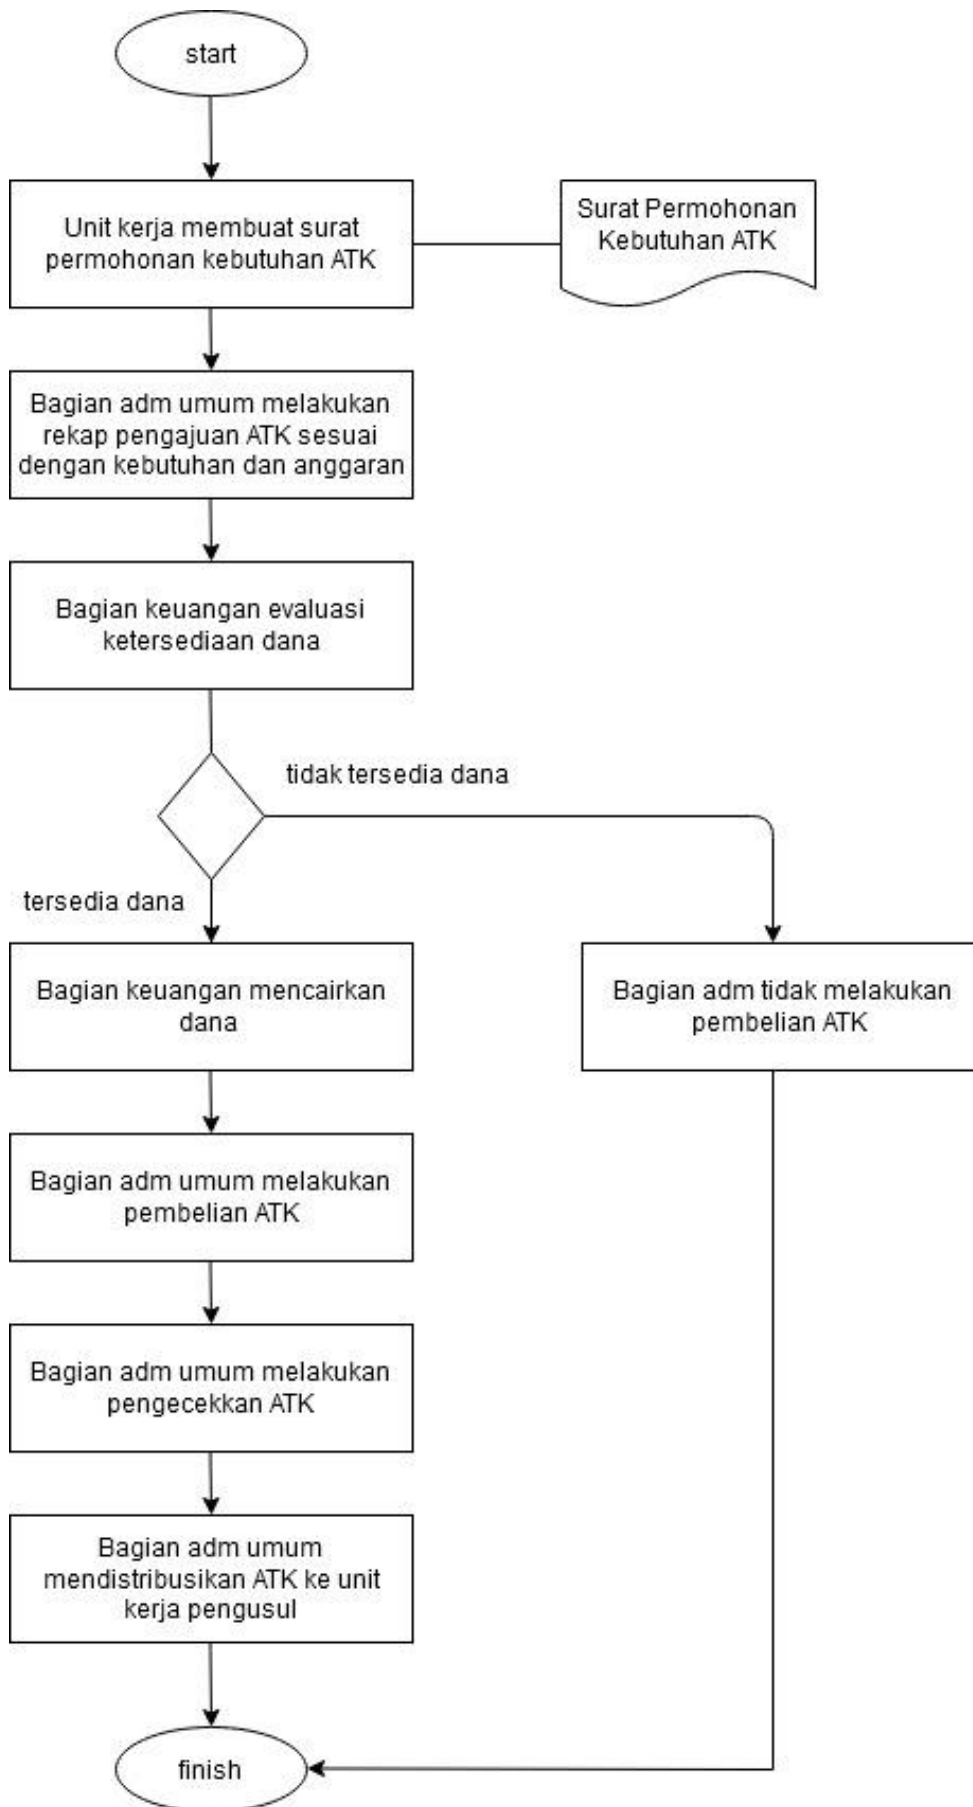 start
Unit kerja membuat surat
permohonan kebutuhan ATK
Surat Permohonan
Kebutuhan ATK
Bagian adm umum melakukan
rekap pengajuan ATK sesuai
dengan kebutuhan dan anggaran
Bagian keuangan evaluasi
ketersediaan dana
tidak tersedia dana
tersedia dana
Bagian keuangan mencairkan
dana
Bagian adm tidak melakukan
pembelian ATK
Bagian adm umum melakukan
pembelian ATK
Bagian adm umum melakukan
pengecekkan ATK
Bagian adm umum
mendistribusikan ATK ke unit
kerja pengusul
finish